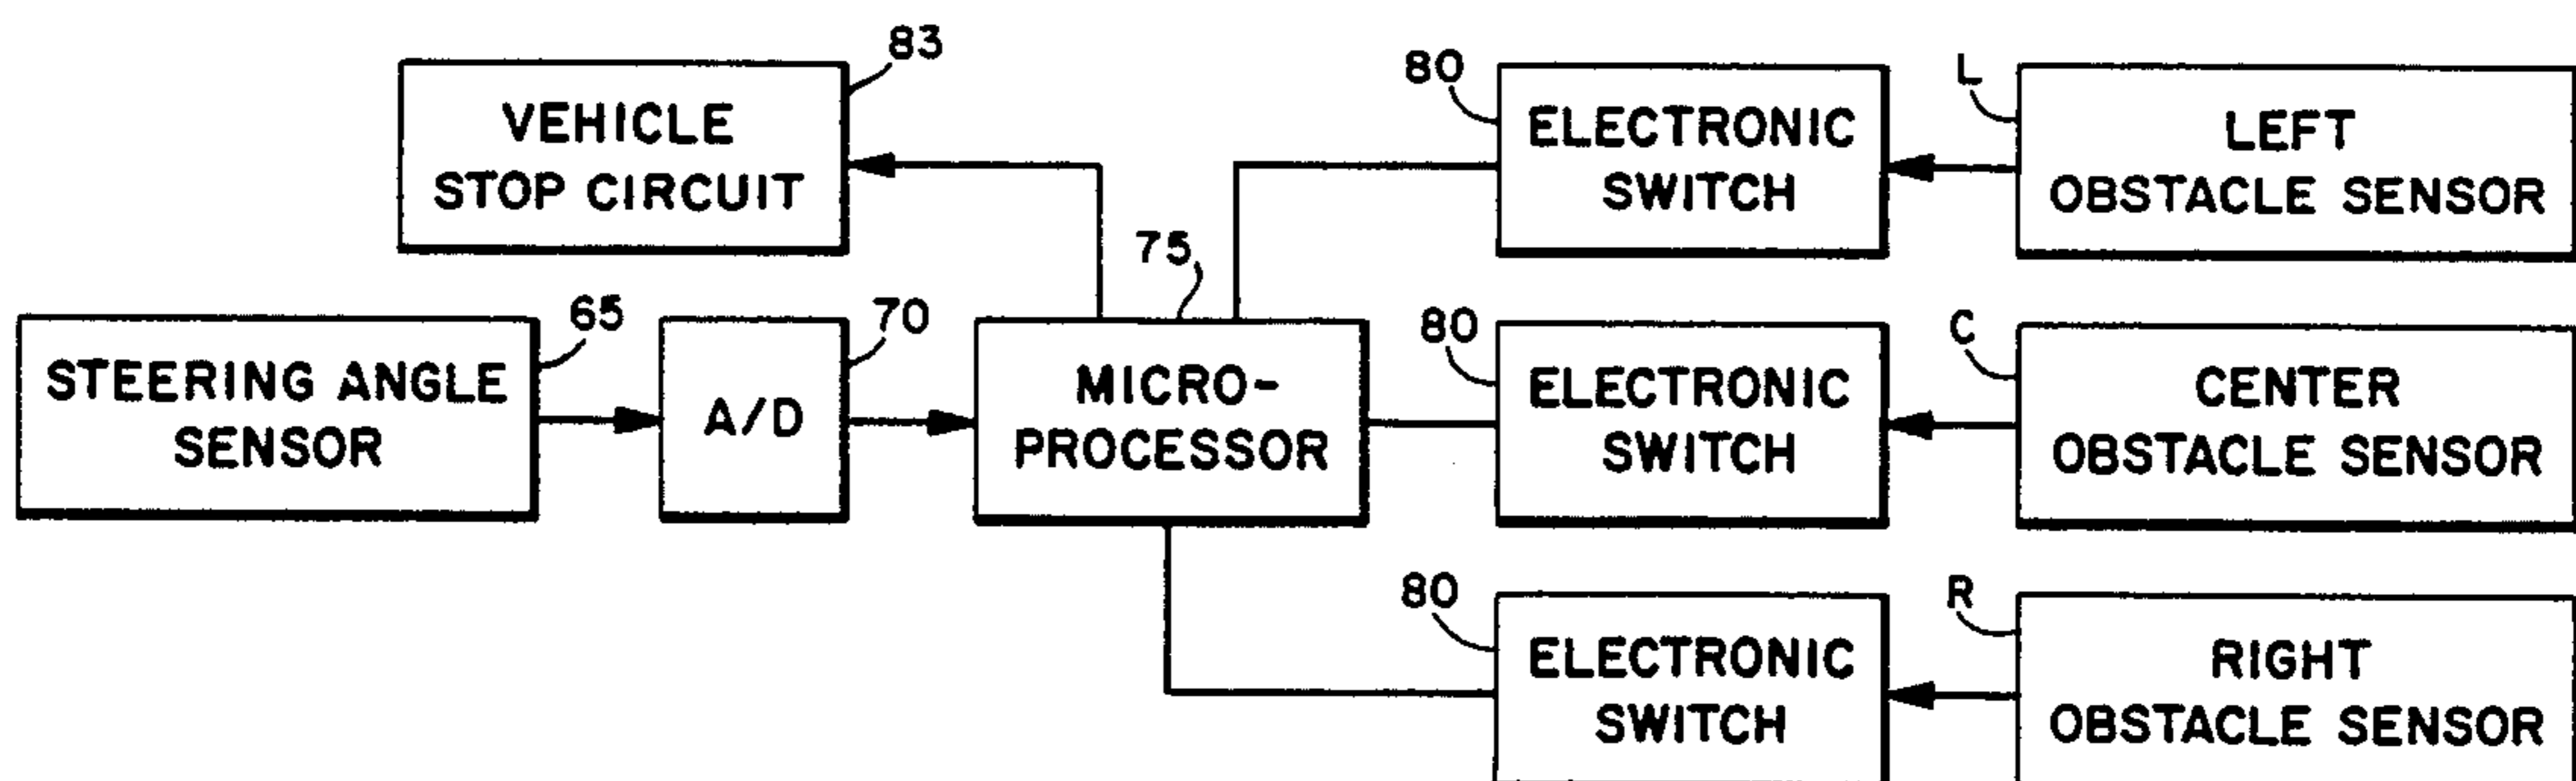 83
VEHICLE
STOP CIRCUIT
80
ELECTRONIC
SWITCH
L
LEFT
OBSTACLE SENSOR
65
STEERING ANGLE
SENSOR
70
A/D
75
MICRO-
PROCESSOR
80
ELECTRONIC
SWITCH
C
CENTER
OBSTACLE SENSOR
80
ELECTRONIC
SWITCH
R
RIGHT
OBSTACLE SENSOR